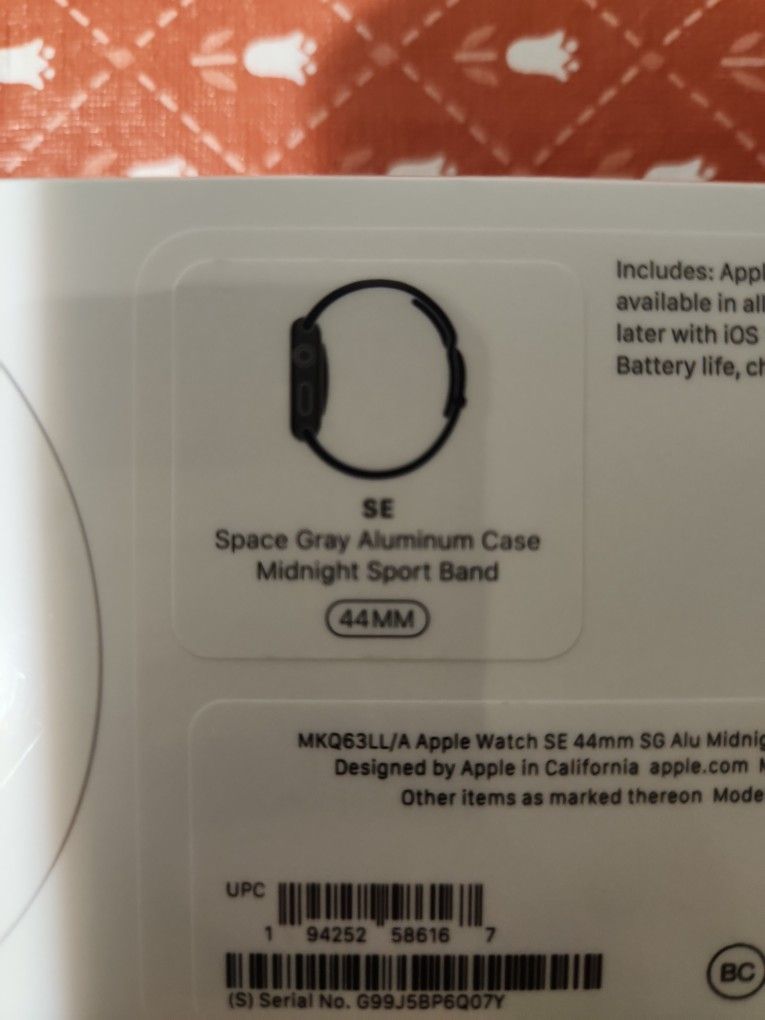 Includes: Appl
available in all
later with iOS
Battery life, ch
SE
Space Gray Aluminum Case
Midnight Sport Band
44MM
MKQ63LL/A Apple Watch SE 44mm SG Alu Midnig
Designed by Apple in California apple.com M
Other items as marked thereon Mode
UPC
1 94252 58616 7
(S) Serial No. G99J5BP6Q07Y
BC